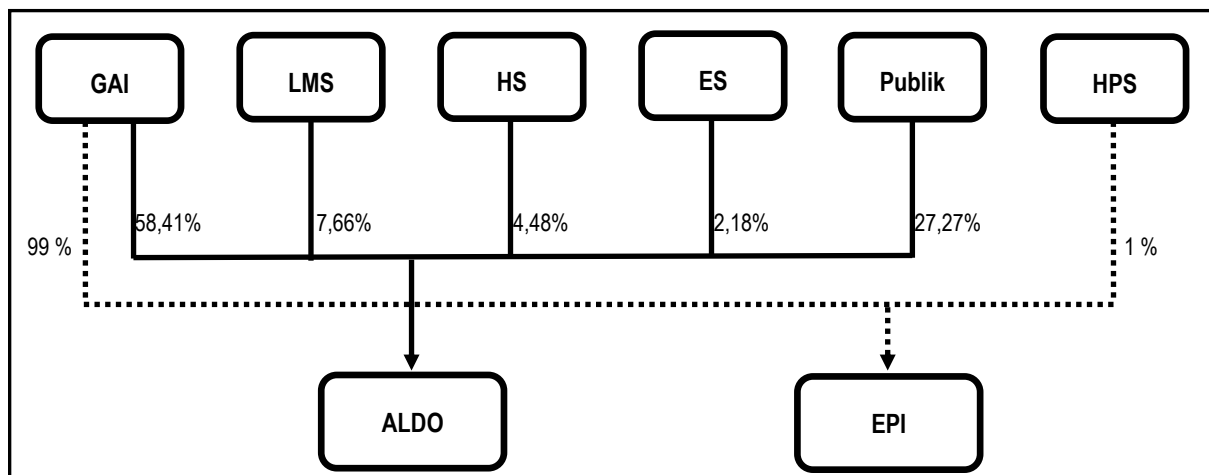 GAI
LMS
HS
ES
Publik
HPS
58,41%
7,66%
4,48%
2,18%
27,27%
99 %
1 %
ALDO
EPI